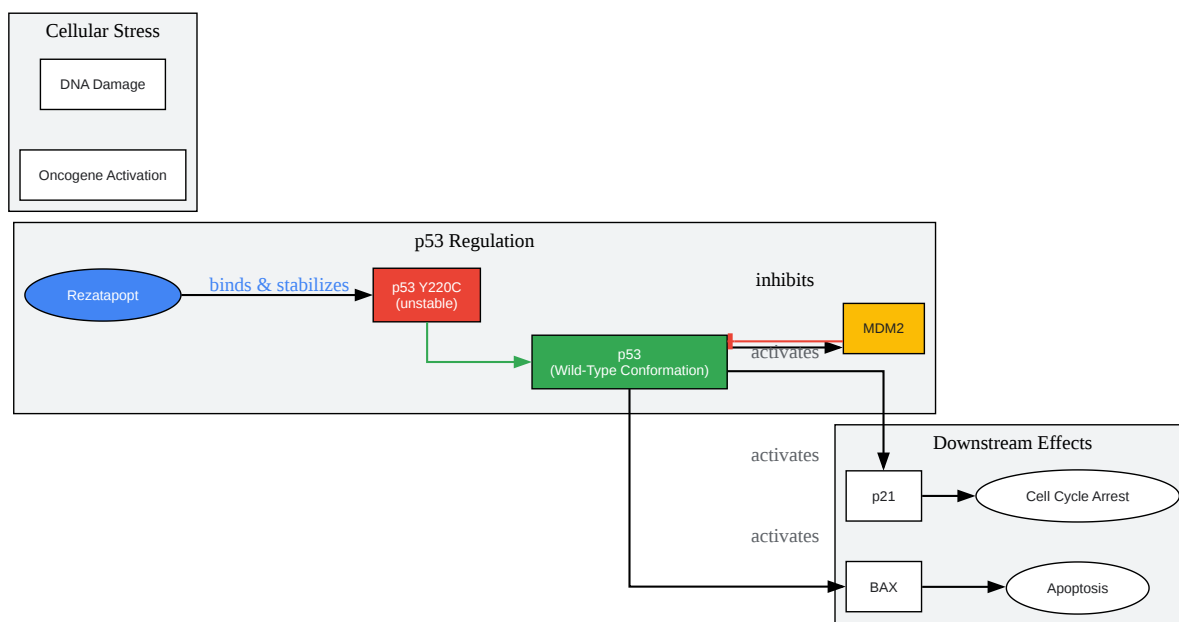 Cellular Stress
DNA Damage
Oncogene Activation
p53 Regulation
Rezatapopt
binds & stabilizes
p53 Y220C
(unstable)
inhibits
MDM2
p53
(Wild-Type Conformation)
activates
Downstream Effects
activates
p21
Cell Cycle Arrest
activates
BAX
Apoptosis